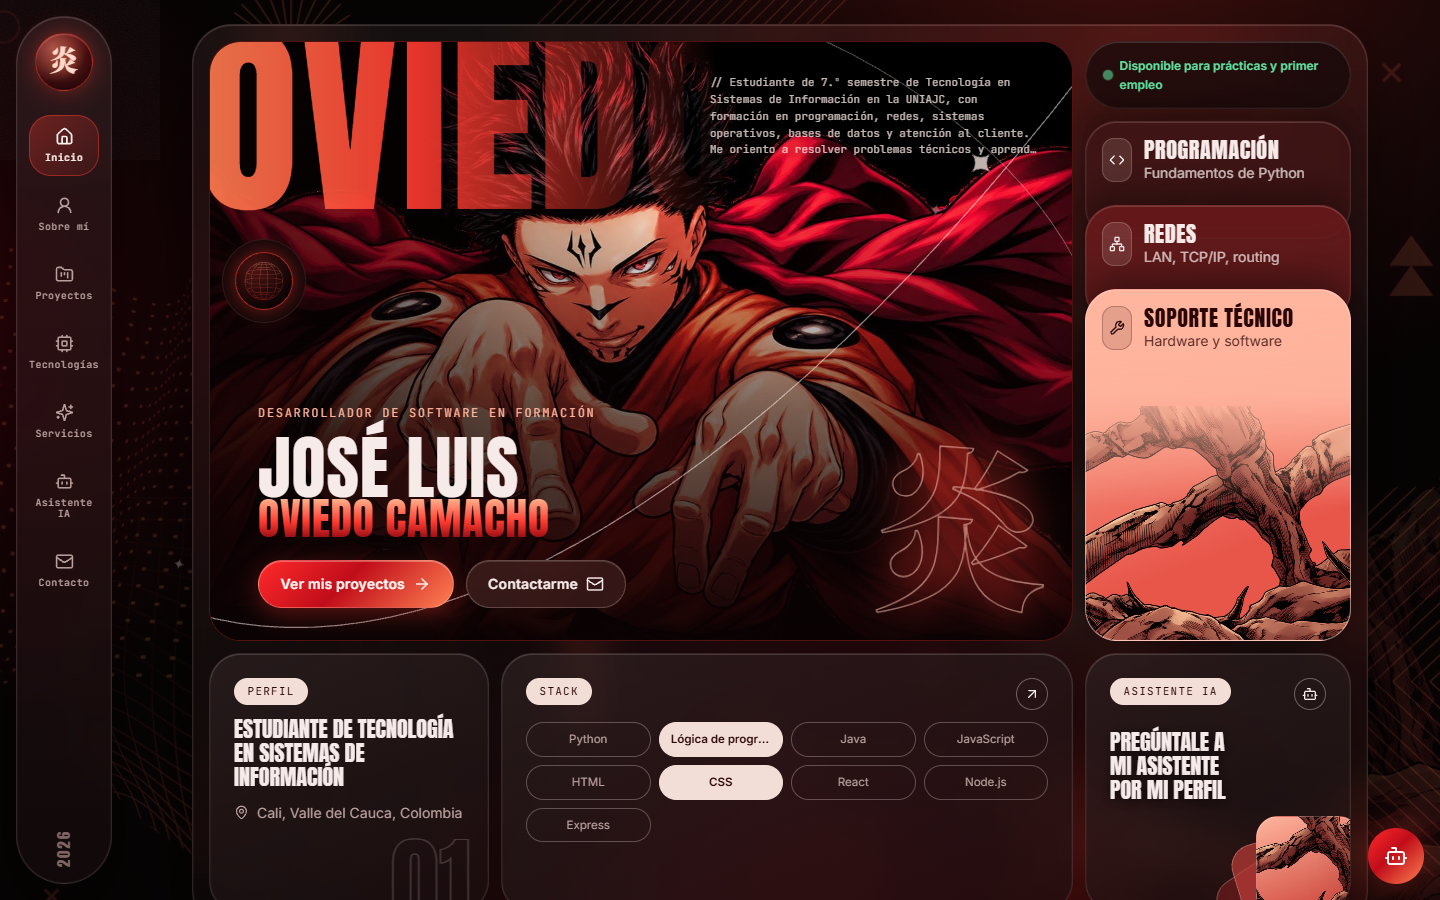 炎
Inicio
Sobre mí
Proyectos
Tecnologías
Servicios
Asistente
IA
Contacto
2026
OVIED
// Estudiante de 7.° semestre de Tecnología en
Sistemas de Información en la UNIAJC, con
formación en programación, redes, sistemas
operativos, bases de datos y atención al cliente.
Me oriento a resolver problemas técnicos y aprend…
DESARROLLADOR DE SOFTWARE EN FORMACIÓN
JOSÉ LUIS
OVIEDO CAMACHO
Ver mis proyectos
Contactarme
炎
Disponible para prácticas y primer
empleo
PROGRAMACIÓN
Fundamentos de Python
REDES
LAN, TCP/IP, routing
SOPORTE TÉCNICO
Hardware y software
PERFIL
ESTUDIANTE DE TECNOLOGÍA
EN SISTEMAS DE
INFORMACIÓN
Cali, Valle del Cauca, Colombia
01
STACK
Python
Lógica de progr…
Java
JavaScript
HTML
CSS
React
Node.js
Express
ASISTENTE IA
PREGÚNTALE A
MI ASISTENTE
POR MI PERFIL